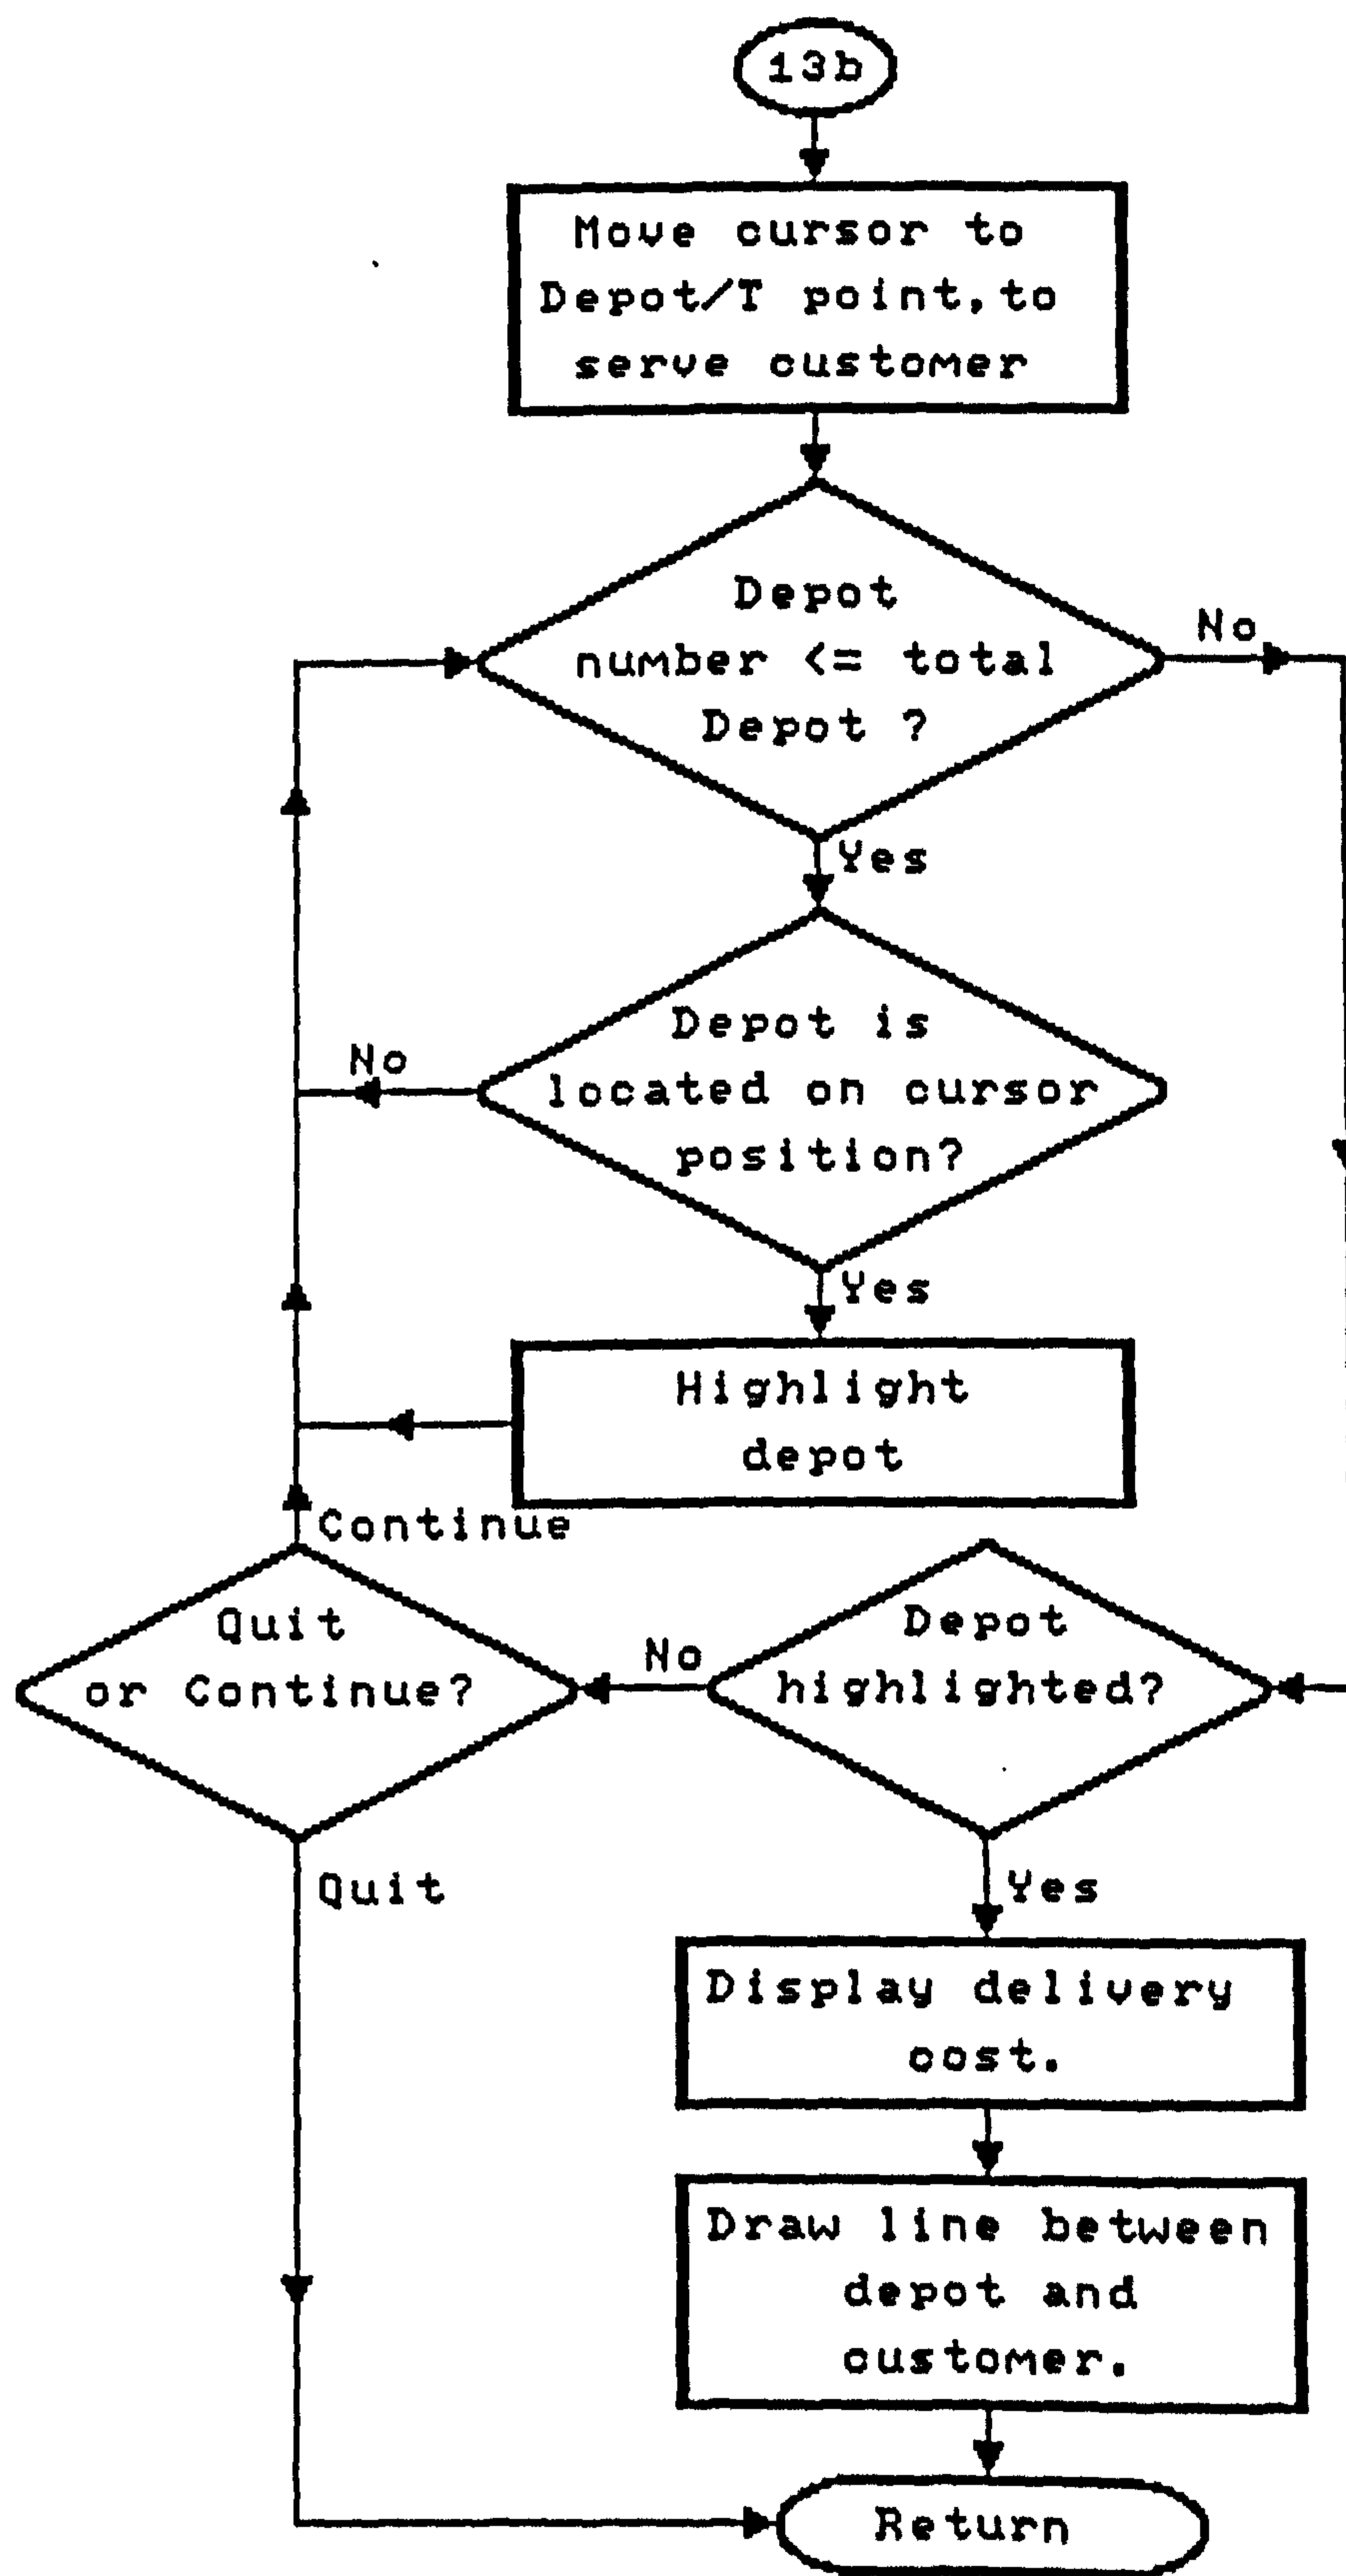 13b
Move cursor to
Depot/T point,to
serve customer
Depot
number <= total
Depot ?
No
Yes
Depot is
located on cursor
position?
No
Yes
Highlight
depot
Continue
Quit
or Continue?
No
Depot
highlighted?
Quit
Yes
Display delivery
cost.
Draw line between
depot and
customer.
Return